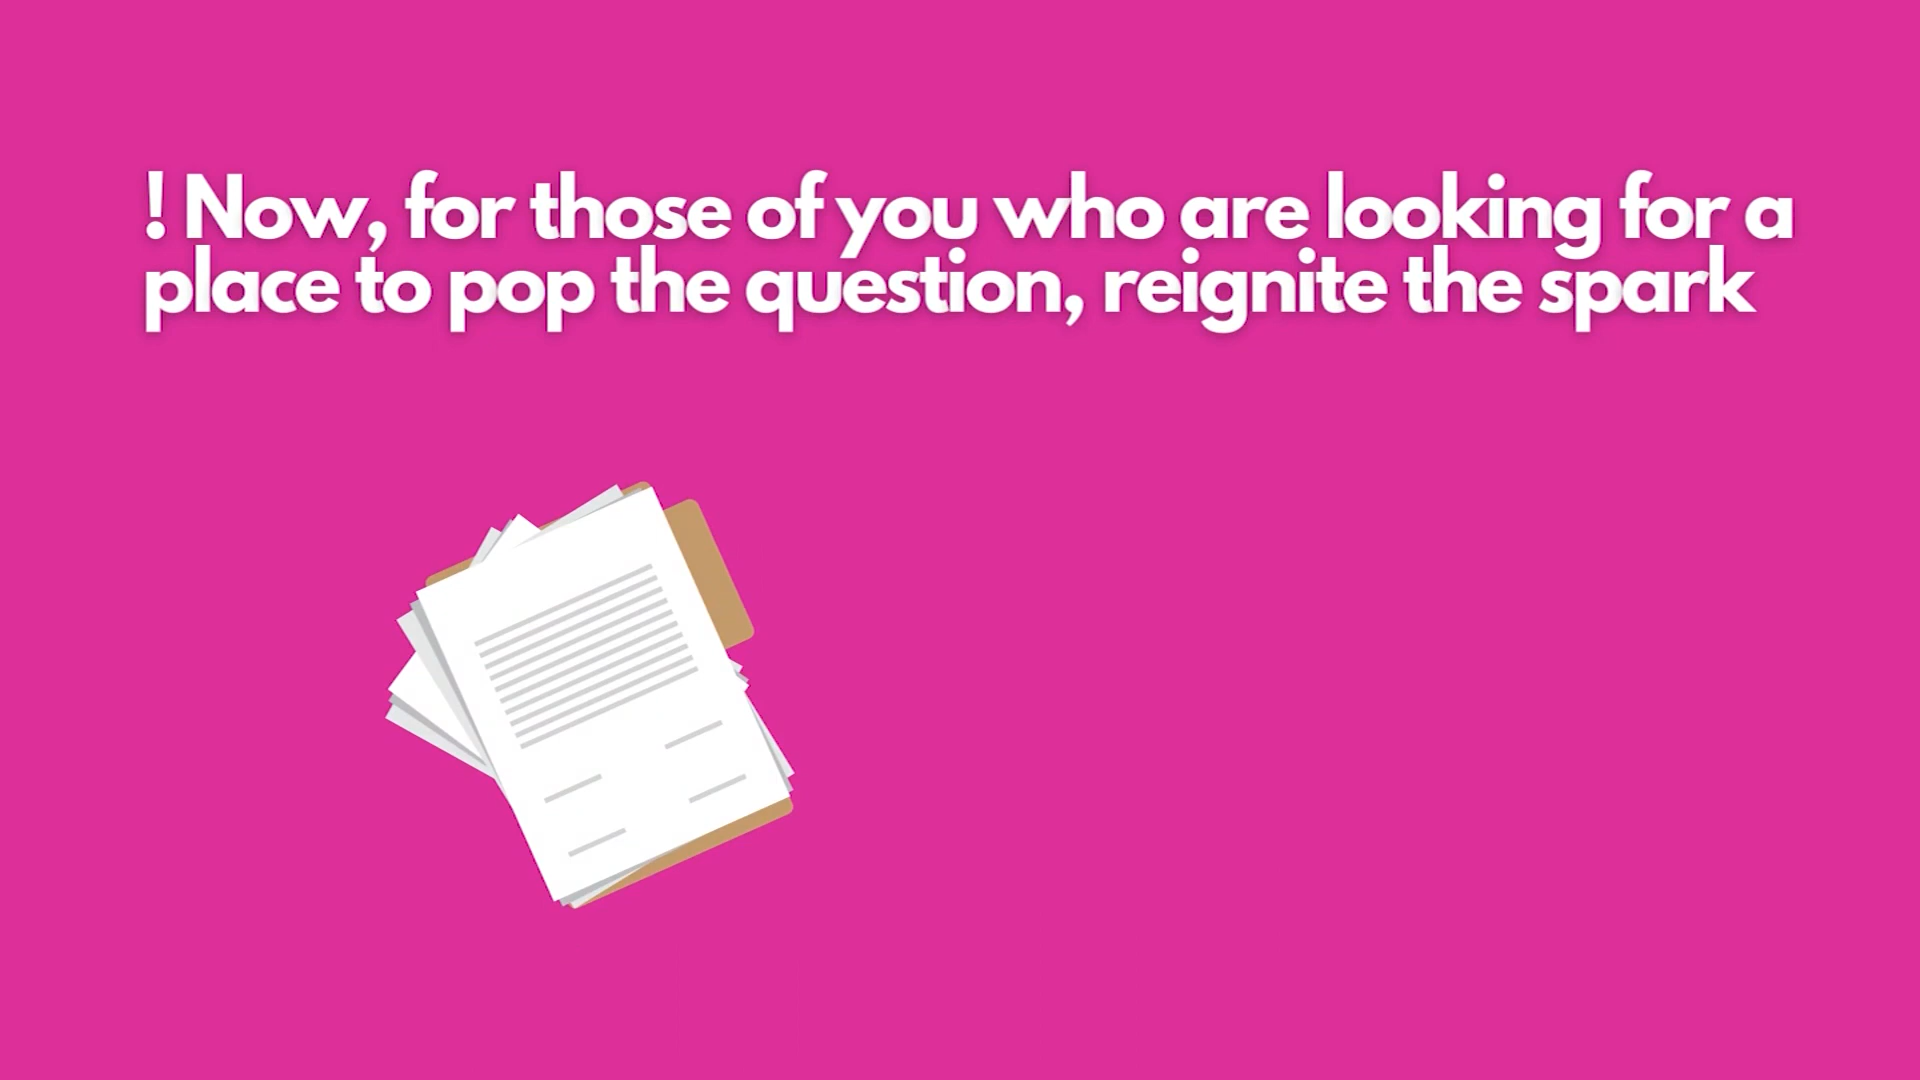 ! Now, for those of you who are looking for a
place to pop the question, reignite the spark